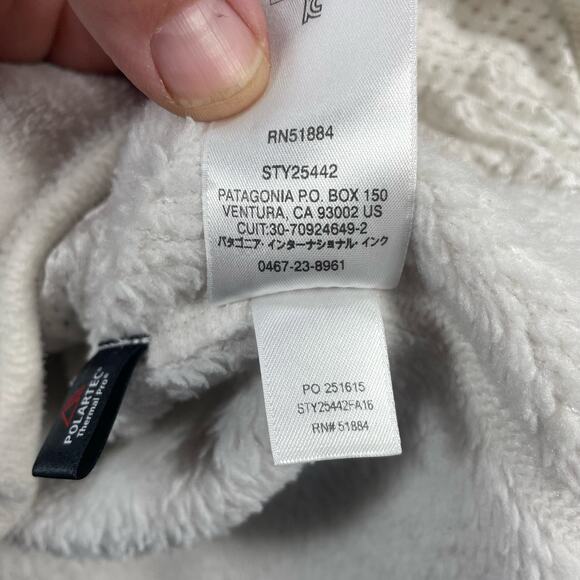 RN51884
STY25442
PATAGONIA P.O. BOX 150
VENTURA, CA 93002 US
CUIT:30-70924649-2
パタゴニア・インターナショナル・インク
0467-23-8961
PO 251615
STY25442FA16
RN# 51884
POLARTEC®
Thermal Pro®